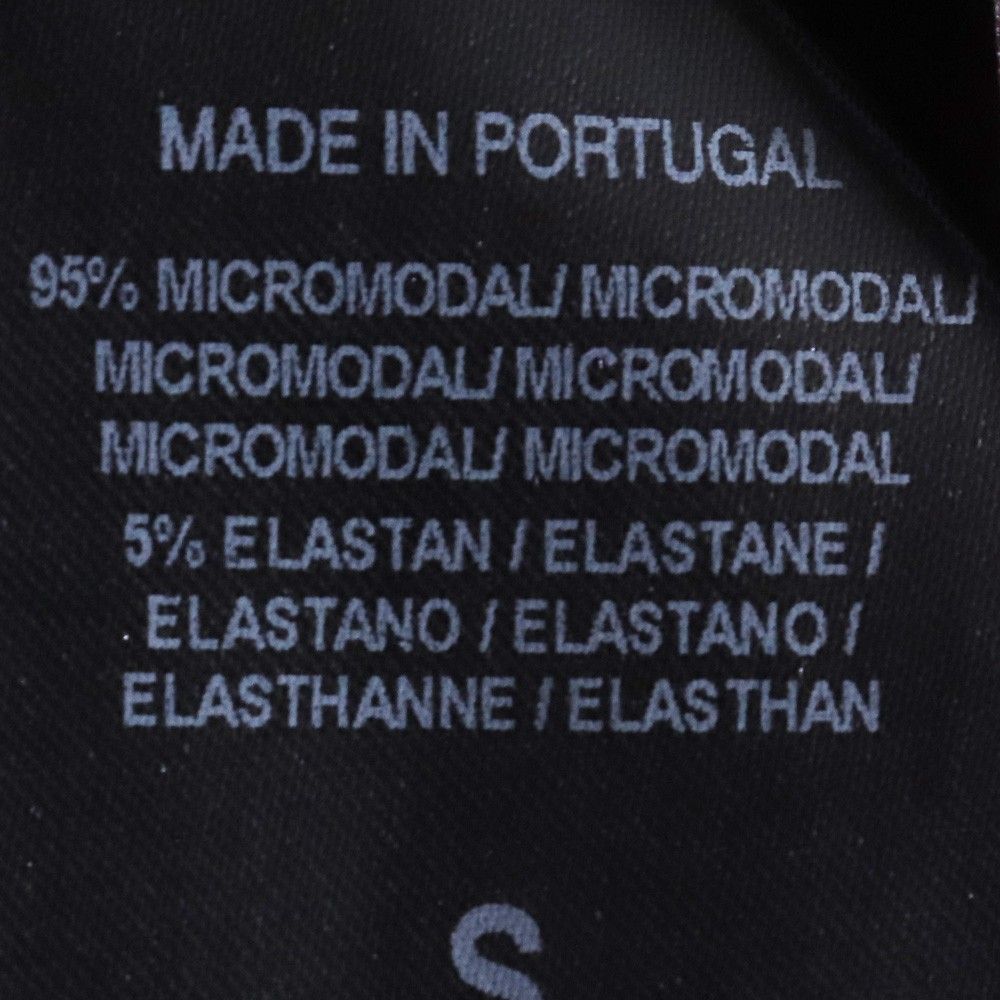 MADE IN PORTUGAL
95% MICROMODAL/ MICROMODAL/
MICROMODAL/ MICROMODAL/
MICROMODAL/ MICROMODAL
5% ELASTAN / ELASTANE /
ELASTANO / ELASTANO /
ELASTHANNE / ELASTHAN
S